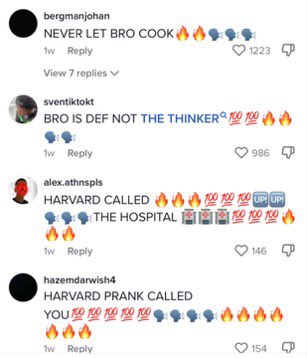 bergmanjohan
NEVER LET BRO COOK🔥🔥🗣️🗣️🗣️
1w Reply 1223
View 7 replies
sventiktokt
BRO IS DEF NOT THE THINKER🔍💯💯🔥🔥
🗣️🗣️
1w Reply 986
alex.athnspls
HARVARD CALLED 🔥🔥🔥💯💯💯🆙🆙
🗣️🗣️🗣️THE HOSPITAL 🏥🏥🏥💯💯💯🔥
🔥🔥
1w Reply 146
hazemdarwish4
HARVARD PRANK CALLED
YOU💯💯💯💯💯🗣️🗣️🗣️🗣️🔥🔥🔥🔥
🔥🔥🔥
1w Reply 154